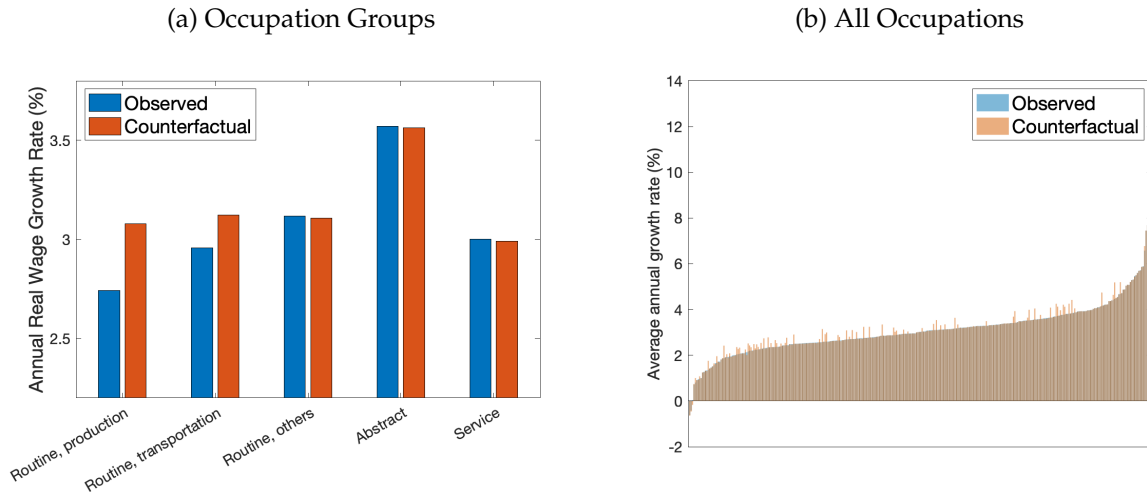 (a) Occupation Groups
Annual Real Wage Growth Rate (%)
3.5
3
2.5
Observed
Counterfactual
Routine, production
Routine, transportation
Routine, others
Abstract
Service
(b) All Occupations
Average annual growth rate (%)
14
12
10
8
6
4
2
0
-2
Observed
Counterfactual